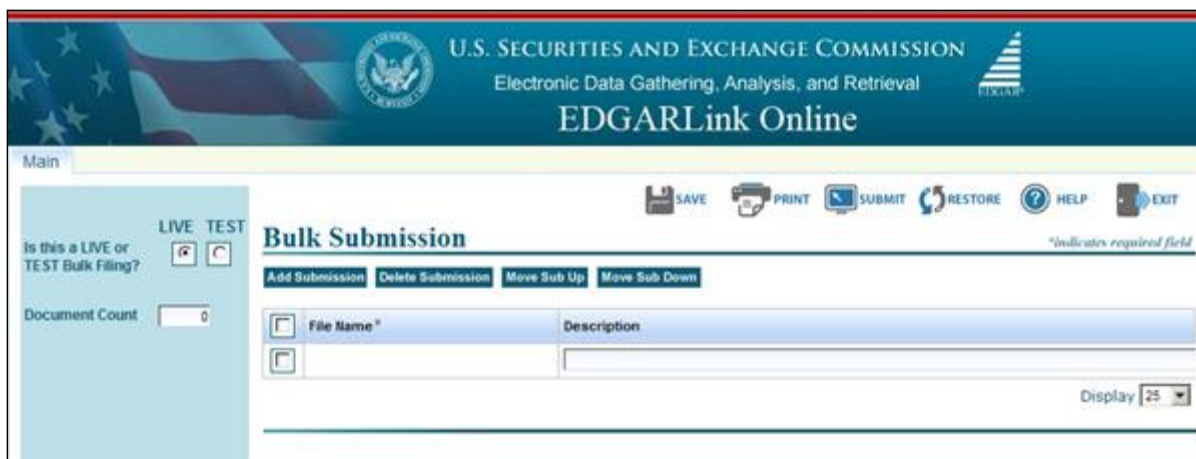 U.S. SECURITIES AND EXCHANGE COMMISSION
Electronic Data Gathering, Analysis, and Retrieval
EDGARLink Online
EDGAR®
Main
SAVE PRINT SUBMIT RESTORE HELP EXIT
LIVE TEST
Is this a LIVE or
TEST Bulk Filing?
Document Count 0
Bulk Submission
*indicates required field
Add Submission Delete Submission Move Sub Up Move Sub Down
File Name* Description
Display 25